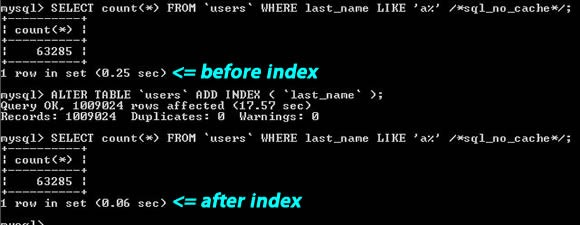 mysql> SELECT count(*) FROM `users` WHERE last_name LIKE 'a%' /*sql_no_cache*/;
+----------+
| count(*) |
+----------+
|    63285 |
+----------+
1 row in set (0.25 sec) <= before index
mysql> ALTER TABLE `users` ADD INDEX ( `last_name` );
Query OK, 1009024 rows affected (17.57 sec)
Records: 1009024  Duplicates: 0  Warnings: 0
mysql> SELECT count(*) FROM `users` WHERE last_name LIKE 'a%' /*sql_no_cache*/;
+----------+
| count(*) |
+----------+
|    63285 |
+----------+
1 row in set (0.06 sec) <= after index
mysql>